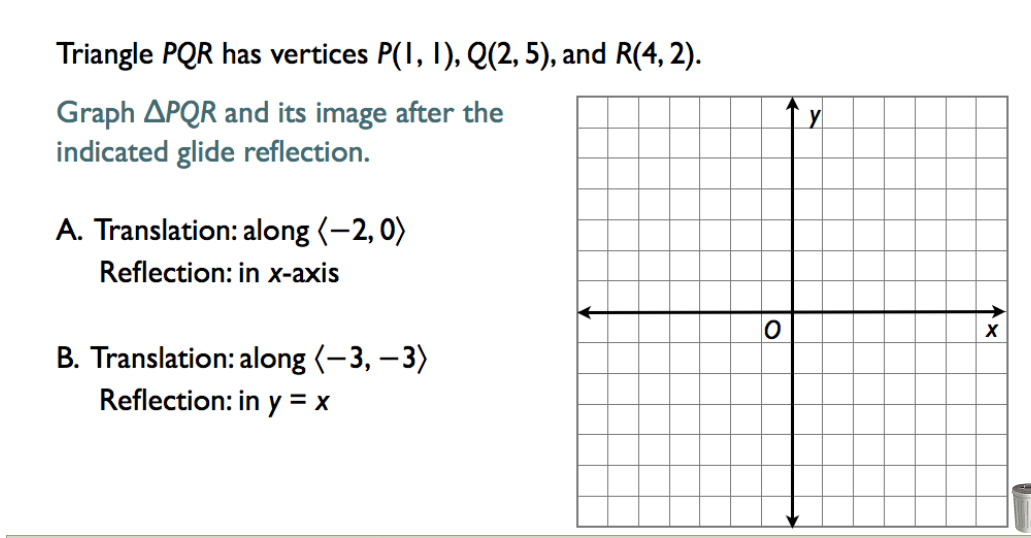 Triangle PQR has vertices P(1, 1), Q(2, 5), and R(4, 2).
Graph ΔPQR and its image after the
indicated glide reflection.
A. Translation: along ⟨−2, 0⟩
Reflection: in x-axis
B. Translation: along ⟨−3, −3⟩
Reflection: in y = x
y
O
x